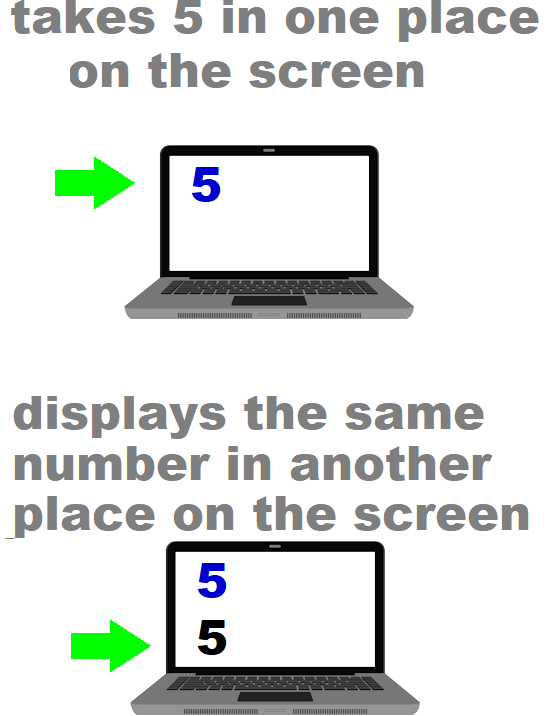 takes 5 in one place
on the screen
5
displays the same
number in another
place on the screen
5
5